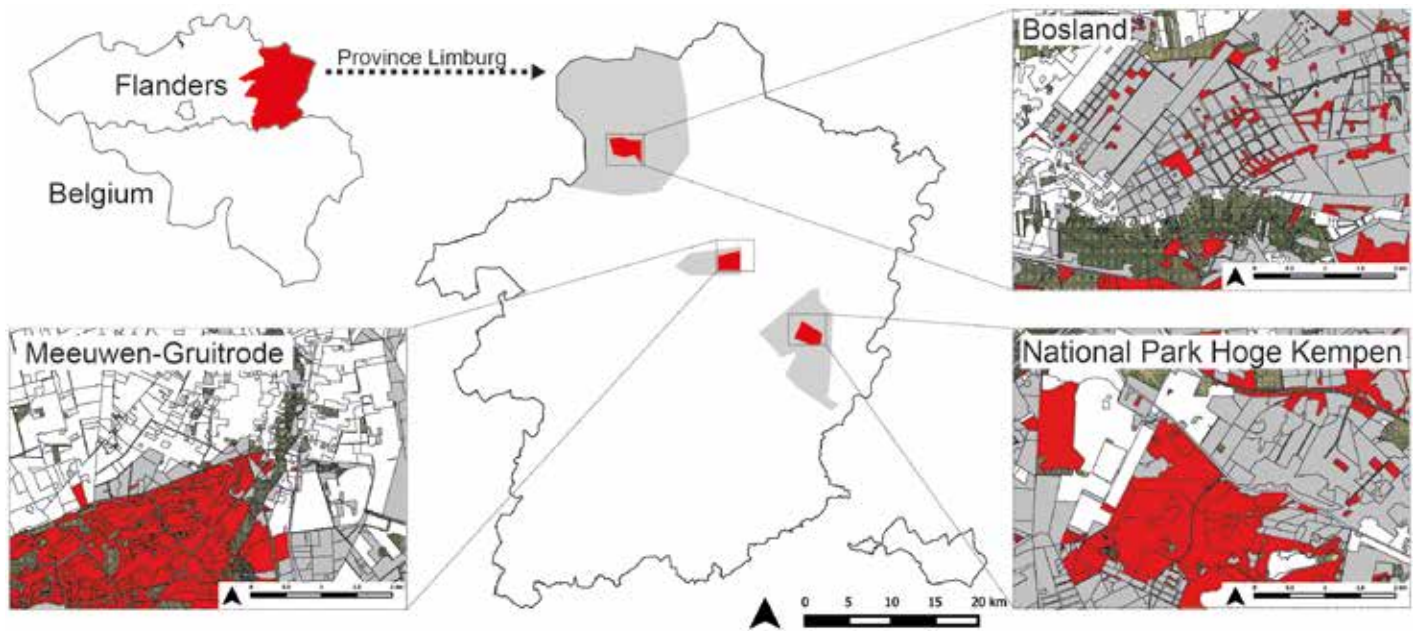 Flanders
Belgium
Province Limburg
Bosland
Meeuwen-Gruitrode
National Park Hoge Kempen
0 5 10 15 20 km